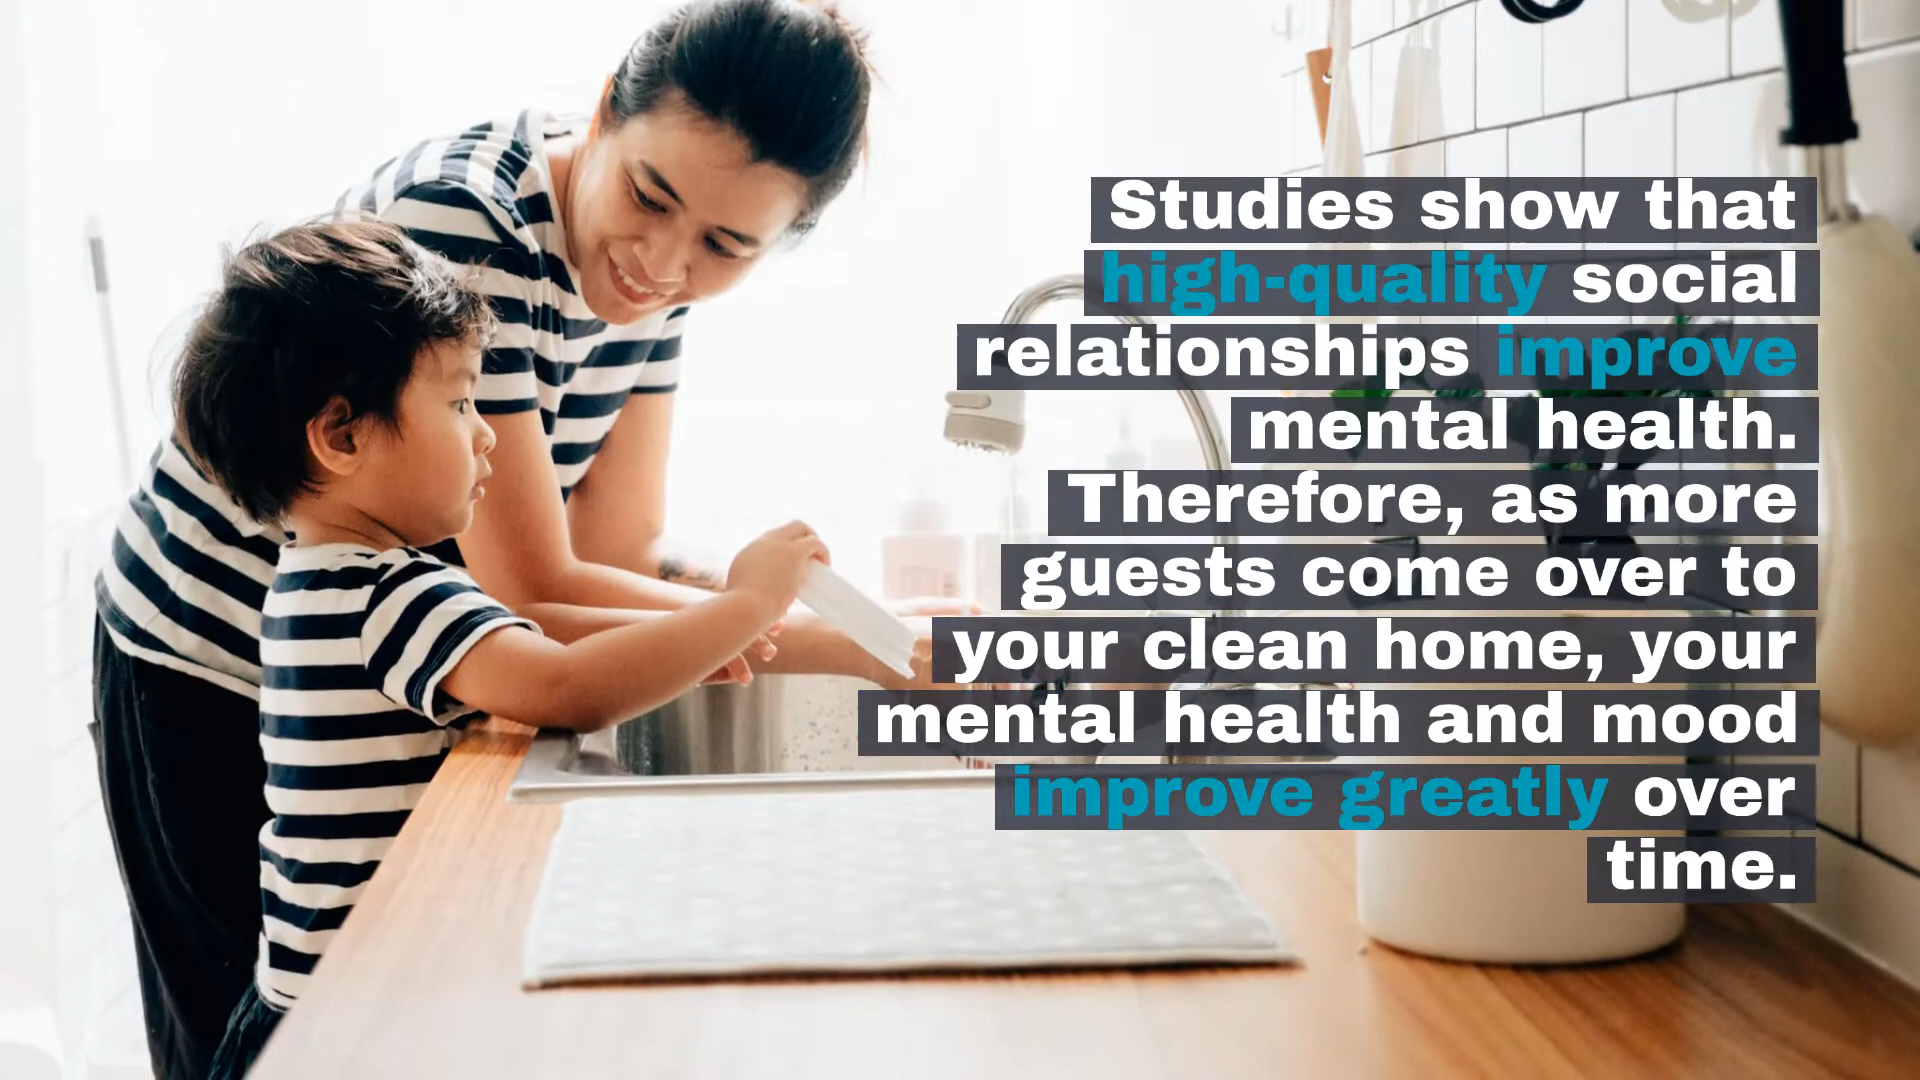 Studies show that
high-quality social
relationships improve
mental health.
Therefore, as more
guests come over to
your clean home, your
mental health and mood
improve greatly over
time.